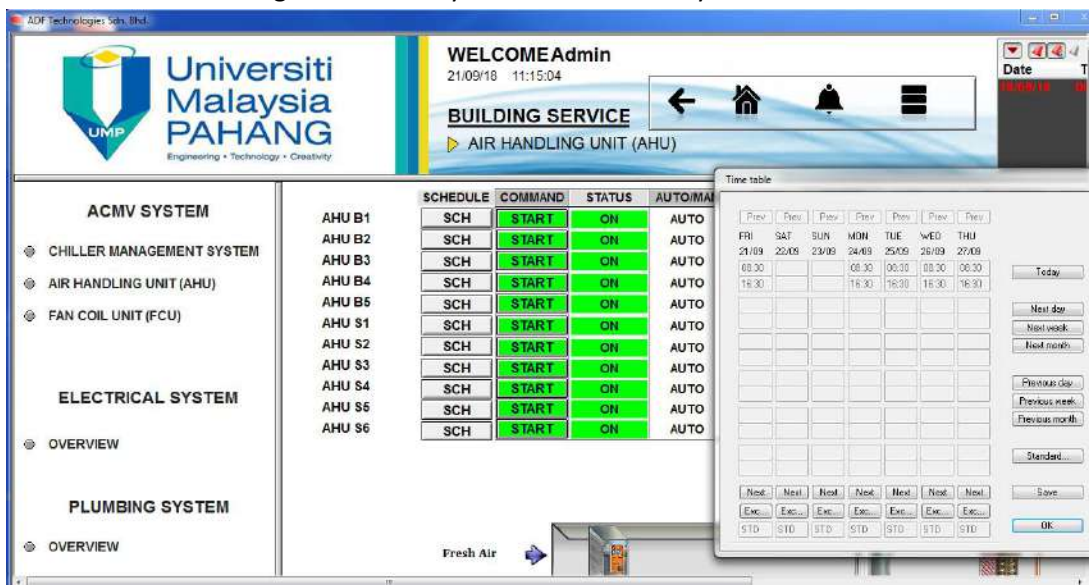 ADF Technologies Sdn. Bhd.
Universiti
Malaysia
PAHANG
Engineering • Technology • Creativity
UMP
WELCOME Admin
21/09/18 11:15:04
BUILDING SERVICE
AIR HANDLING UNIT (AHU)
Date T
ACMV SYSTEM
CHILLER MANAGEMENT SYSTEM
AIR HANDLING UNIT (AHU)
FAN COIL UNIT (FCU)
ELECTRICAL SYSTEM
OVERVIEW
PLUMBING SYSTEM
OVERVIEW
SCHEDULE COMMAND STATUS AUTO/MA
AHU B1 SCH START ON AUTO
AHU B2 SCH START ON AUTO
AHU B3 SCH START ON AUTO
AHU B4 SCH START ON AUTO
AHU B5 SCH START ON AUTO
AHU S1 SCH START ON AUTO
AHU S2 SCH START ON AUTO
AHU S3 SCH START ON AUTO
AHU S4 SCH START ON AUTO
AHU S5 SCH START ON AUTO
AHU S6 SCH START ON AUTO
Fresh Air
Time table
Prev Prev Prev Prev Prev Prev Prev
FRI SAT SUN MON TUE WED THU
21/09 22/09 23/09 24/09 25/09 26/09 27/09
08:30 08:30 08:30 08:30 08:30
16:30 16:30 16:30 16:30 16:30
Next Next Next Next Next Next Next
Exc... Exc... Exc... Exc... Exc... Exc... Exc...
STD STD STD STD STD STD STD
Today
Next day
Next week
Next month
Previous day
Previous week
Previous month
Standard...
Save
OK